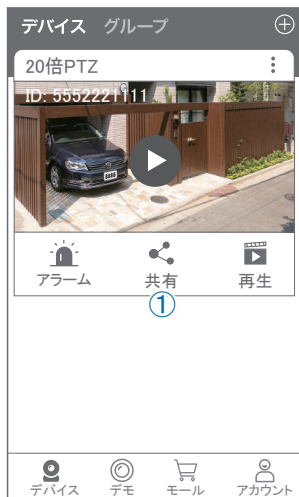 デバイス グループ
20倍PTZ
ID: 5552221111
アラーム 共有 再生
①
デバイス デモ モール アカウント